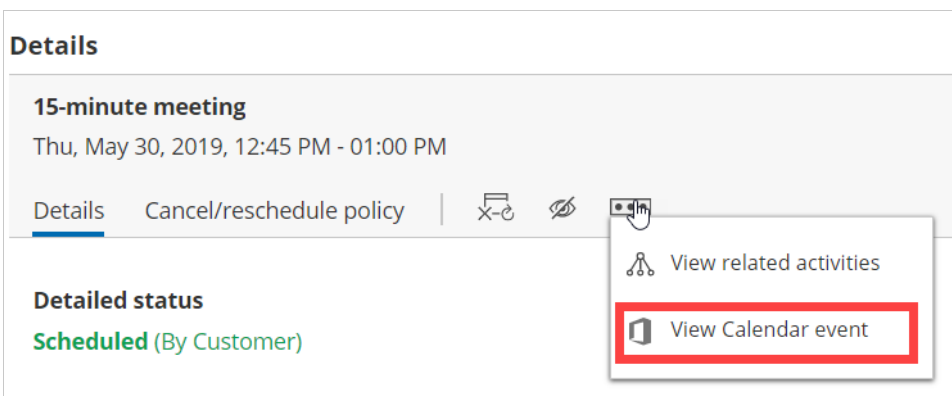 Details
15-minute meeting
Thu, May 30, 2019, 12:45 PM - 01:00 PM
Details Cancel/reschedule policy
View related activities
Detailed status
View Calendar event
Scheduled (By Customer)